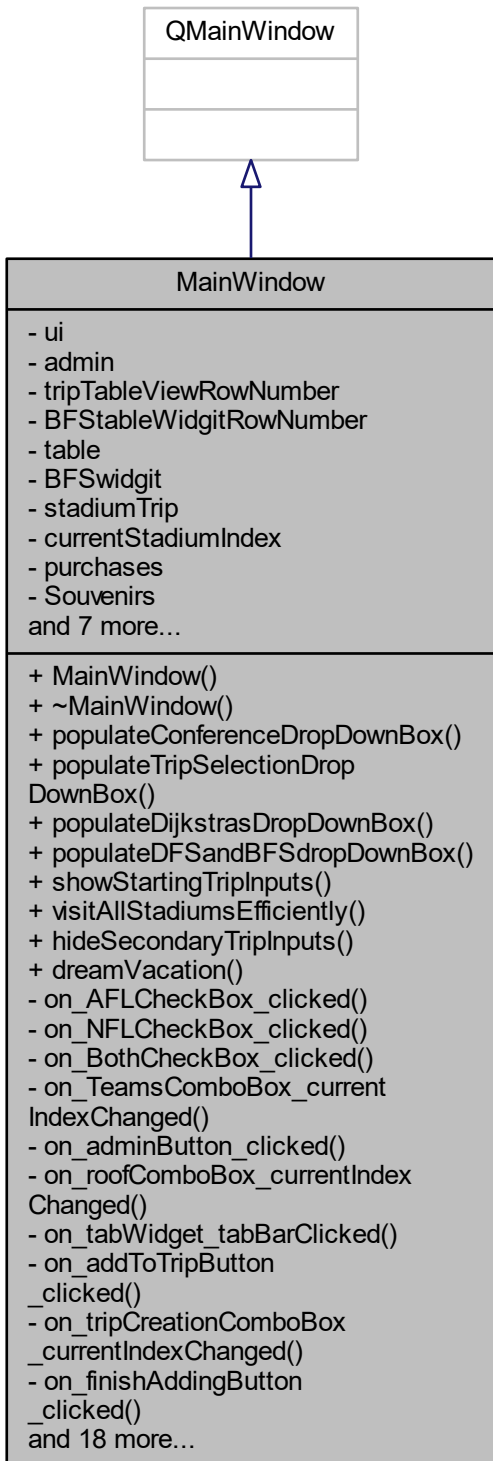 QMainWindow
MainWindow
- ui
- admin
- tripTableViewRowNumber
- BFStableWidgitRowNumber
- table
- BFSwidgit
- stadiumTrip
- currentStadiumIndex
- purchases
- Souvenirs
and 7 more...
+ MainWindow()
+ ~MainWindow()
+ populateConferenceDropDownBox()
+ populateTripSelectionDrop
DownBox()
+ populateDijkstrasDropDownBox()
+ populateDFSandBFSdropDownBox()
+ showStartingTripInputs()
+ visitAllStadiumsEfficiently()
+ hideSecondaryTripInputs()
+ dreamVacation()
- on_AFLCheckBox_clicked()
- on_NFLCheckBox_clicked()
- on_BothCheckBox_clicked()
- on_TeamsComboBox_current
IndexChanged()
- on_adminButton_clicked()
- on_roofComboBox_currentIndex
Changed()
- on_tabWidget_tabBarClicked()
- on_addToTripButton
_clicked()
- on_tripCreationComboBox
_currentIndexChanged()
- on_finishAddingButton
_clicked()
and 18 more...